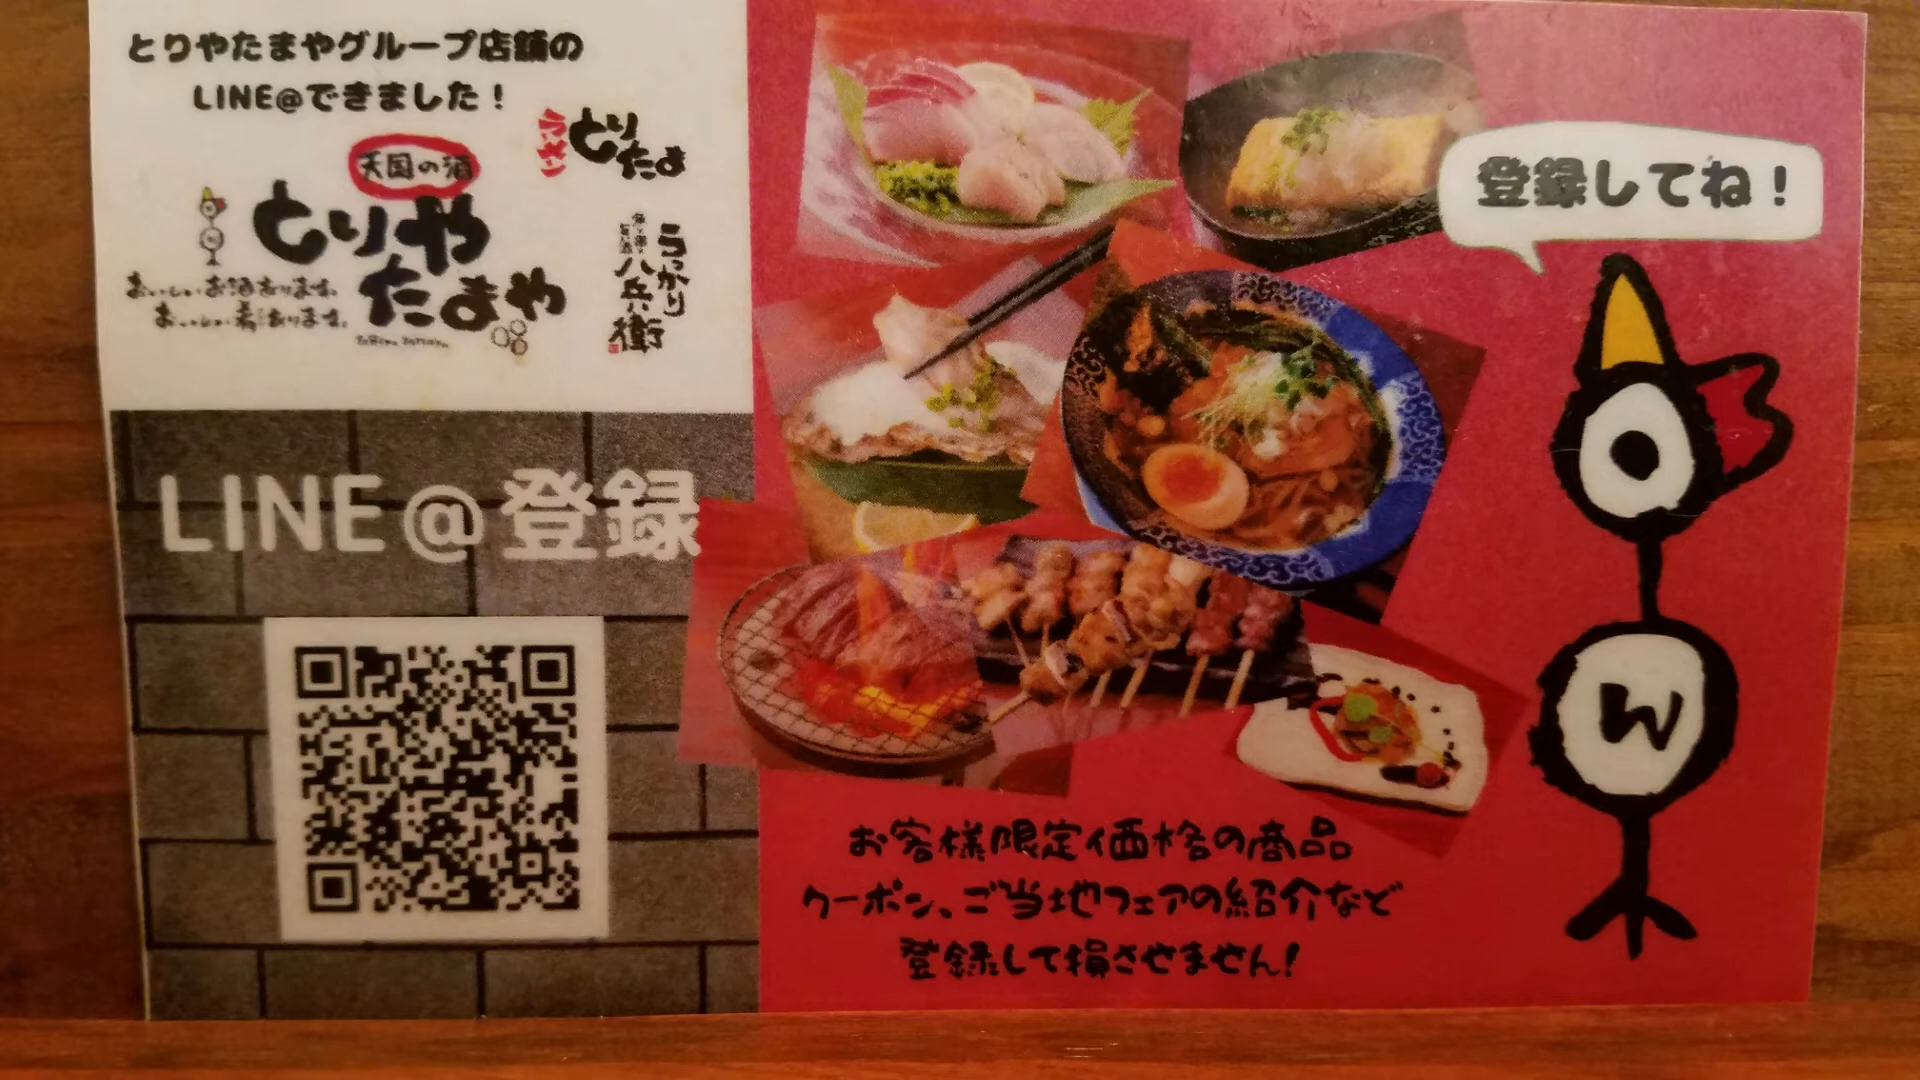 とりやたまやグループ店舗の
LINE@できました！
天国の酒
とりや
たまや
おいしいお酒あります。
おいしい肴あります。
ラーメン
とり
たま
うっかり
八兵衛
LINE@登録
登録してね！
W
お客様限定価格の商品
クーポン、ご当地フェアの紹介など
登録して損させません！